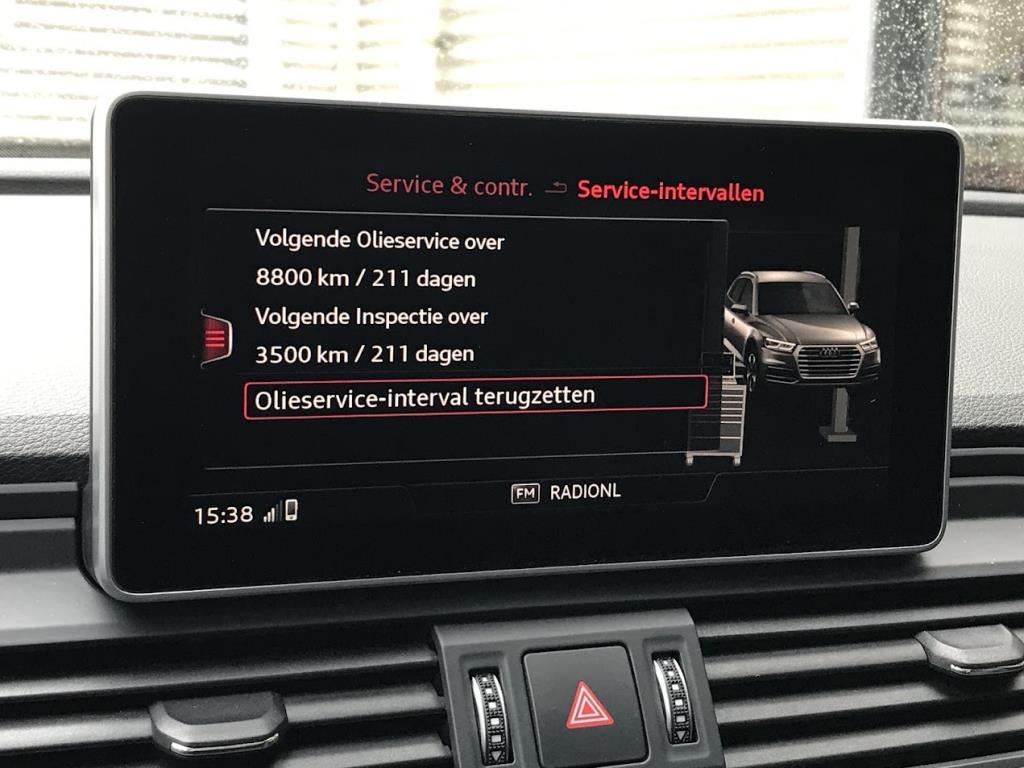 Service & contr. Service-intervallen
Volgende Olieservice over
8800 km / 211 dagen
Volgende Inspectie over
3500 km / 211 dagen
Olieservice-interval terugzetten
FM RADIONL
15:38